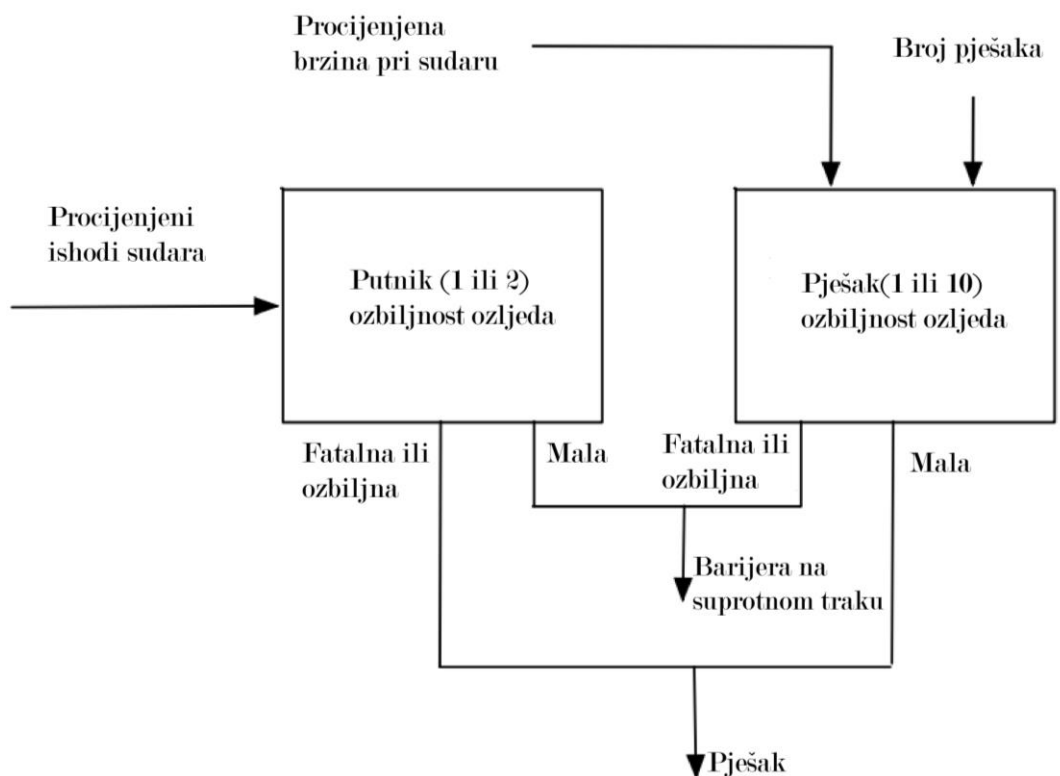 Procijenjena
brzina pri sudaru
Broj pješaka
Procijenjeni
ishodi sudara
Putnik (1 ili 2)
ozbiljnost ozljeda
Pješak(1 ili 10)
ozbiljnost ozljeda
Fatalna ili
ozbiljna
Mala
Fatalna ili
ozbiljna
Mala
Barijera na
suprotnom traku
Pješak